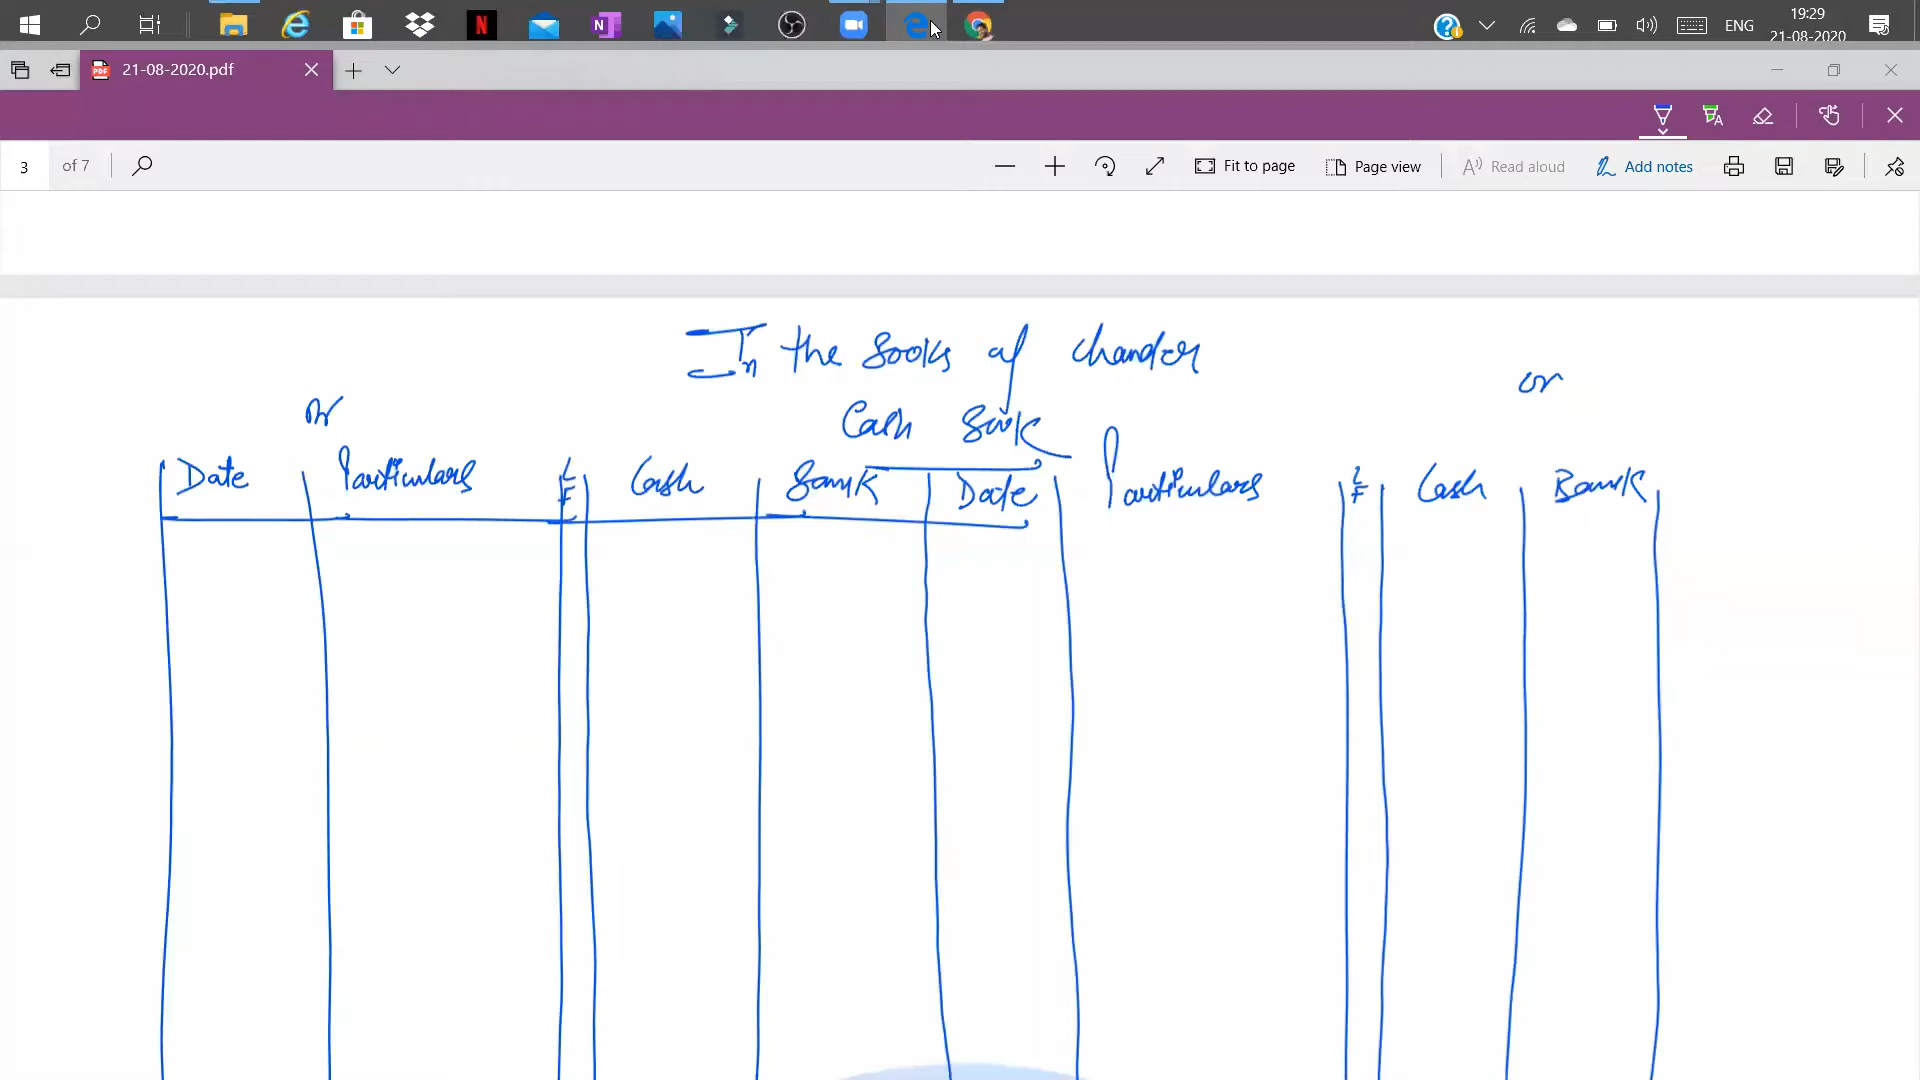 19:29
ENG
21-08-2020
21-08-2020.pdf
3 of 7
Fit to page
Page view
Read aloud
Add notes
In the Books of Chander
Dr
Cr
Cash Book
Date Particulars LF Cash Bank Date Particulars LF Cash Bank